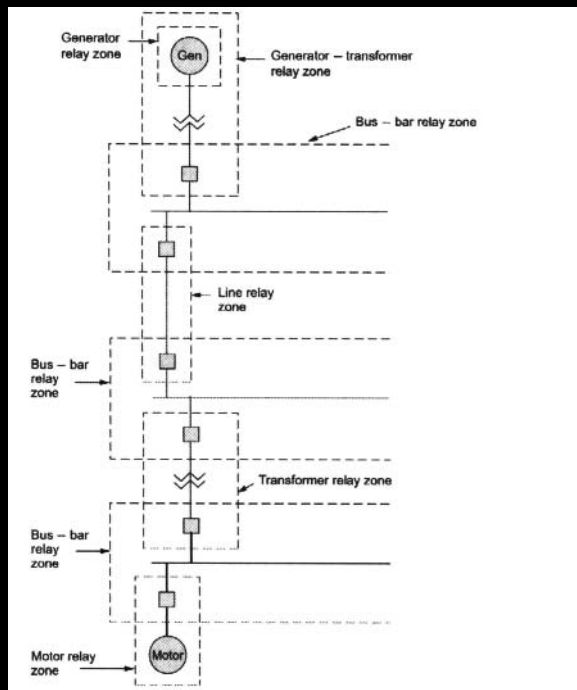 Generator
relay zone
Gen
Generator – transformer
relay zone
Bus – bar relay zone
Line relay
zone
Bus – bar
relay
zone
Transformer relay zone
Bus – bar
relay
zone
Motor
Motor relay
zone